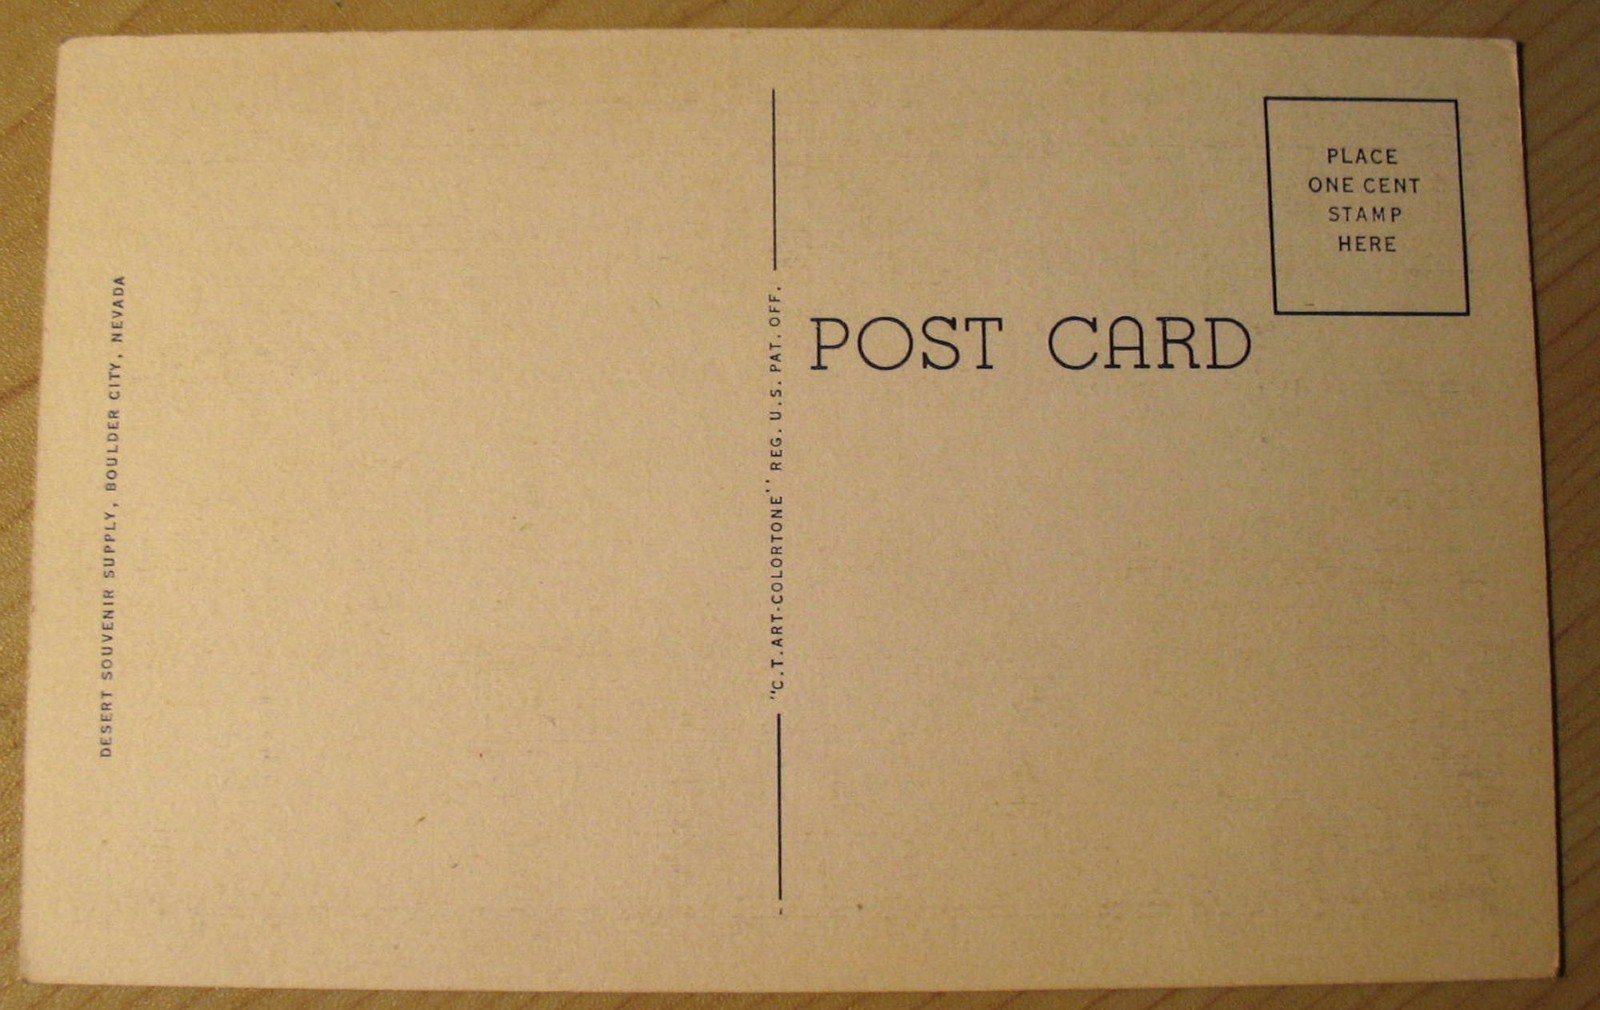 DESERT SOUVENIR SUPPLY, BOULDER CITY, NEVADA
"C.T. ART-COLORTONE" REG. U.S. PAT. OFF.
PLACE
ONE CENT
STAMP
HERE
POST CARD